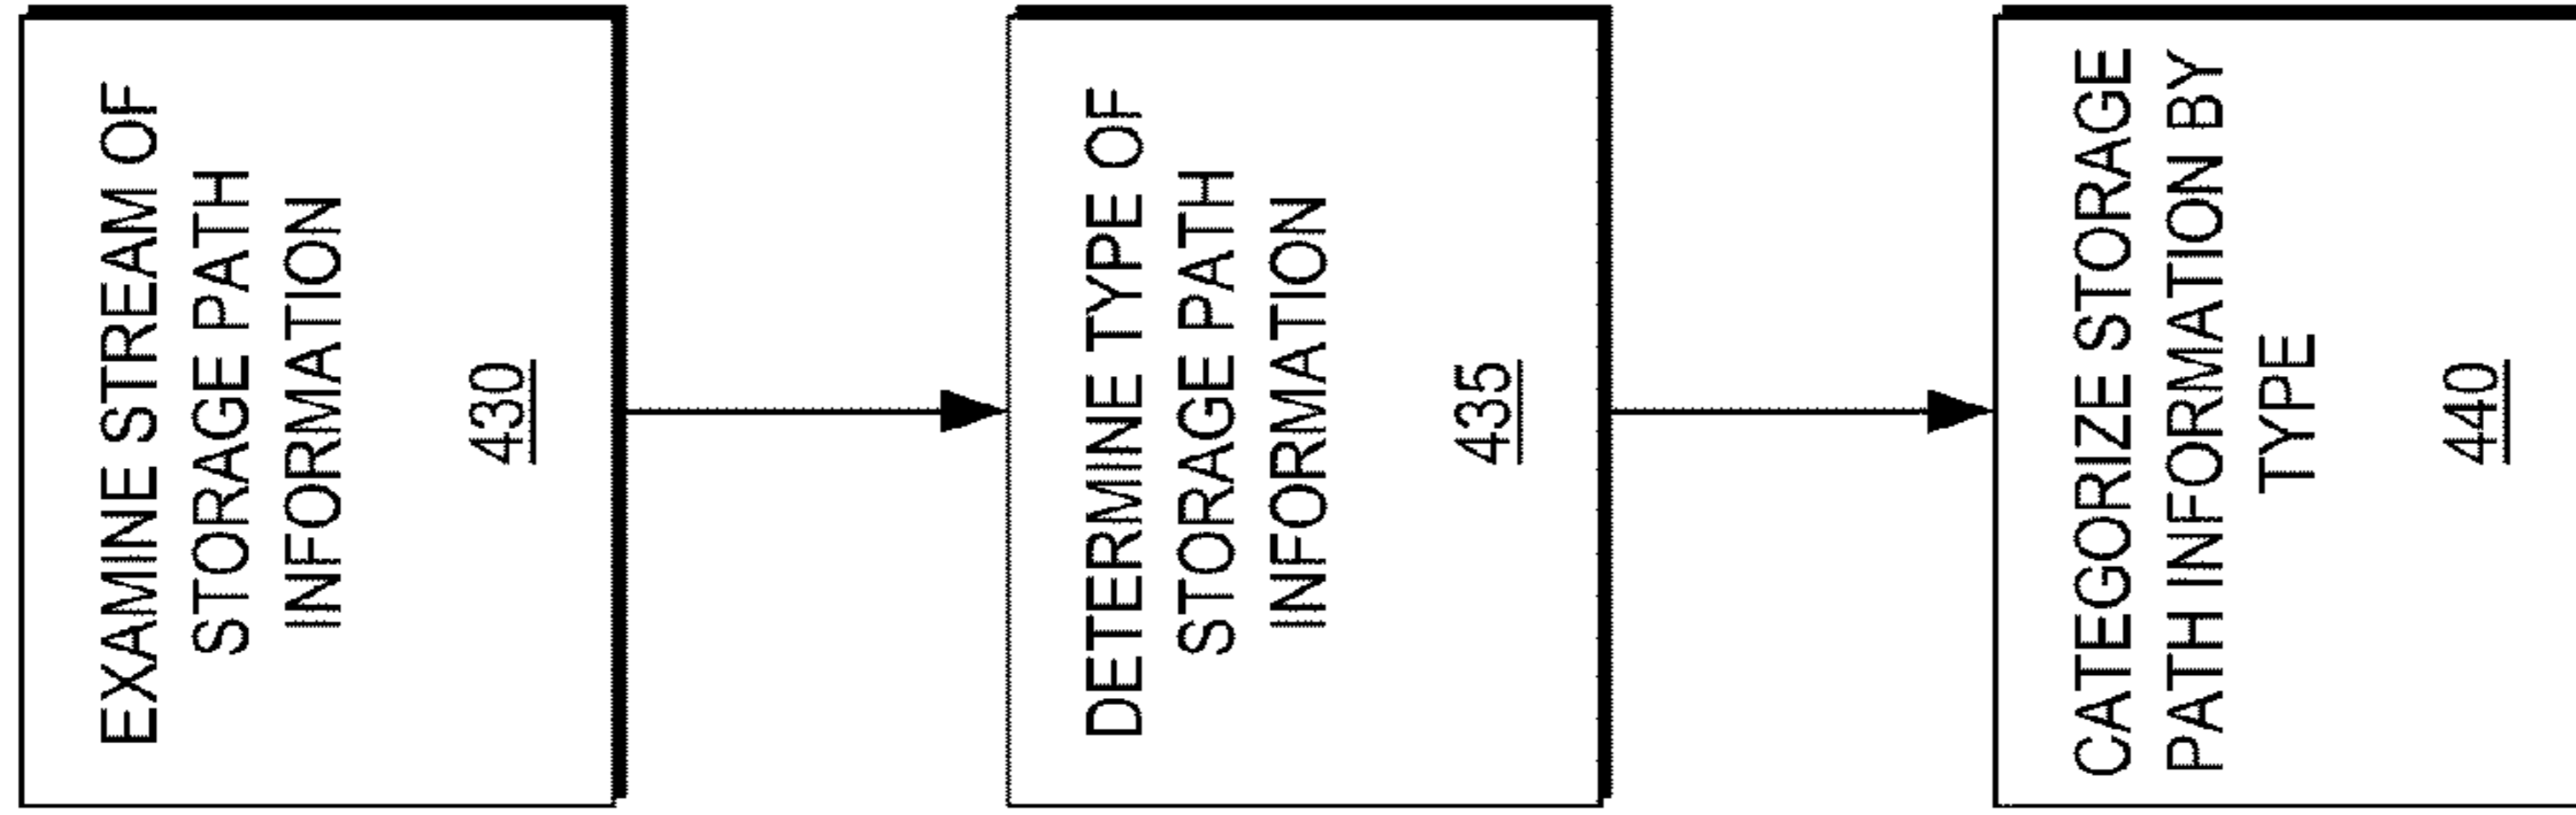 EXAMINE STREAM OF
STORAGE PATH
INFORMATION
430
DETERMINE TYPE OF
STORAGE PATH
INFORMATION
435
CATEGORIZE STORAGE
PATH INFORMATION BY
TYPE
440